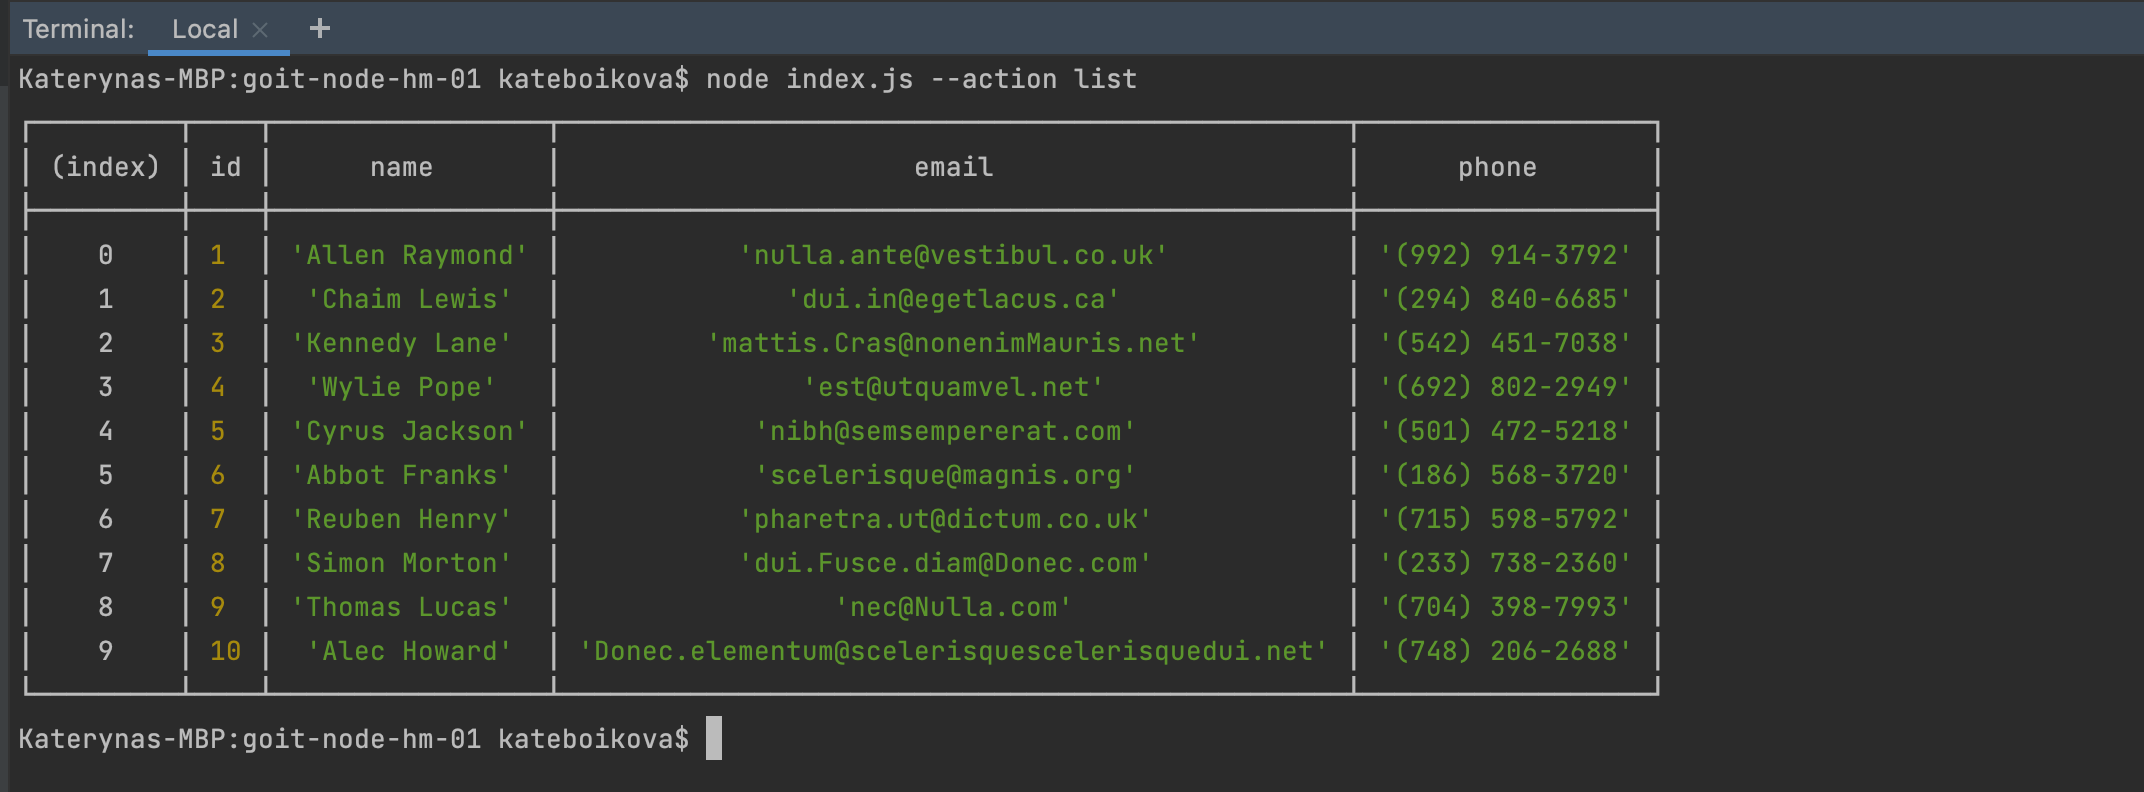 Terminal: Local × +
Katerynas-MBP:goit-node-hm-01 kateboikova$ node index.js --action list
(index) id name email phone
0 1 'Allen Raymond' 'nulla.ante@vestibul.co.uk' '(992) 914-3792'
1 2 'Chaim Lewis' 'dui.in@egetlacus.ca' '(294) 840-6685'
2 3 'Kennedy Lane' 'mattis.Cras@nonenimMauris.net' '(542) 451-7038'
3 4 'Wylie Pope' 'est@utquamvel.net' '(692) 802-2949'
4 5 'Cyrus Jackson' 'nibh@semsempererat.com' '(501) 472-5218'
5 6 'Abbot Franks' 'scelerisque@magnis.org' '(186) 568-3720'
6 7 'Reuben Henry' 'pharetra.ut@dictum.co.uk' '(715) 598-5792'
7 8 'Simon Morton' 'dui.Fusce.diam@Donec.com' '(233) 738-2360'
8 9 'Thomas Lucas' 'nec@Nulla.com' '(704) 398-7993'
9 10 'Alec Howard' 'Donec.elementum@scelerisquescelerisquedui.net' '(748) 206-2688'
Katerynas-MBP:goit-node-hm-01 kateboikova$